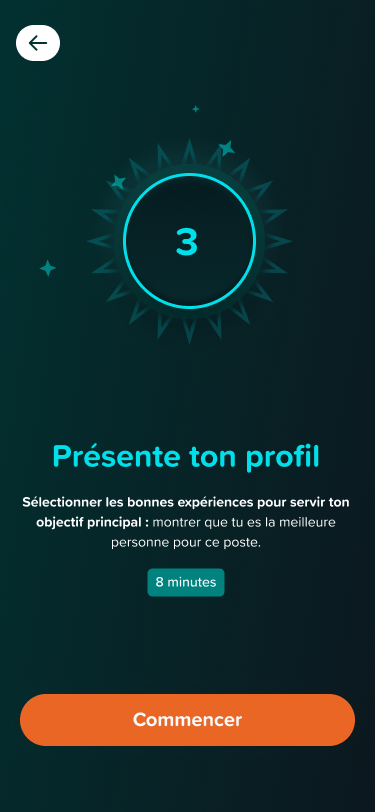 3
Présente ton profil
Sélectionner les bonnes expériences pour servir ton
objectif principal : montrer que tu es la meilleure
personne pour ce poste.
8 minutes
Commencer